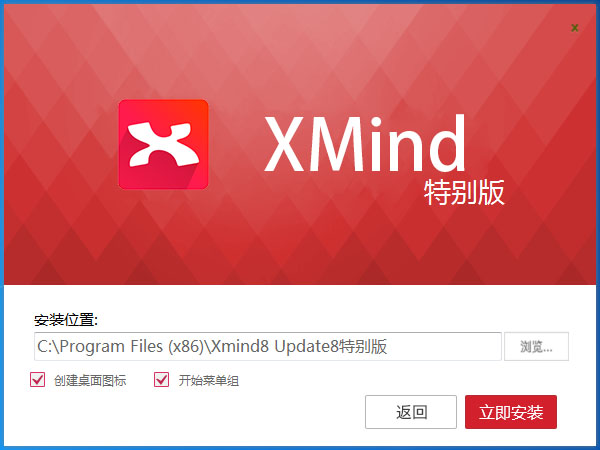 XMind
特别版
安装位置:
C:\Program Files (x86)\Xmind8 Update8特别版
浏览...
创建桌面图标 开始菜单组
返回 立即安装